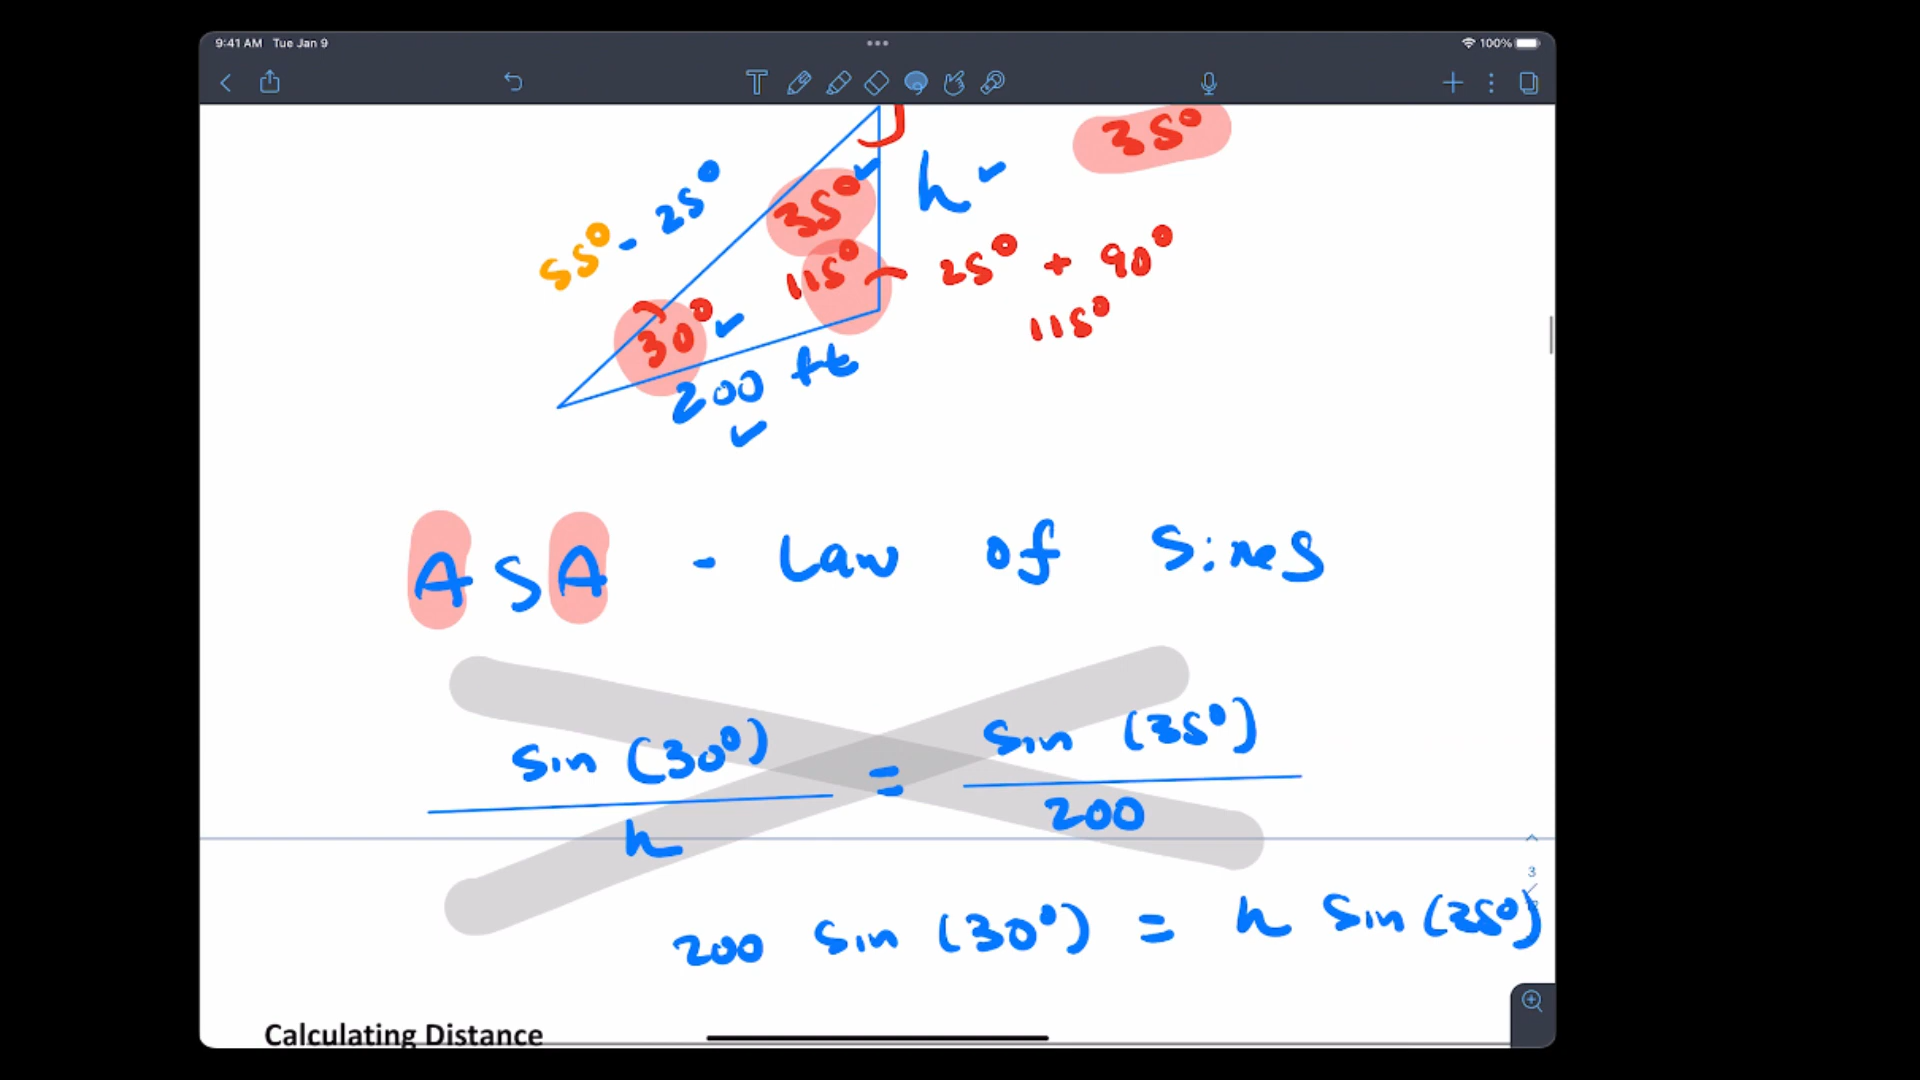 9:41 AM Tue Jan 9
100%
35°
h
55° - 25°
35°
115°
25° + 90°
115°
30°
200 ft
ASA - Law of Sines
sin (30°) = sin (35°)
h 200
3
200 sin (30°) = h sin (35°)
Calculating Distance